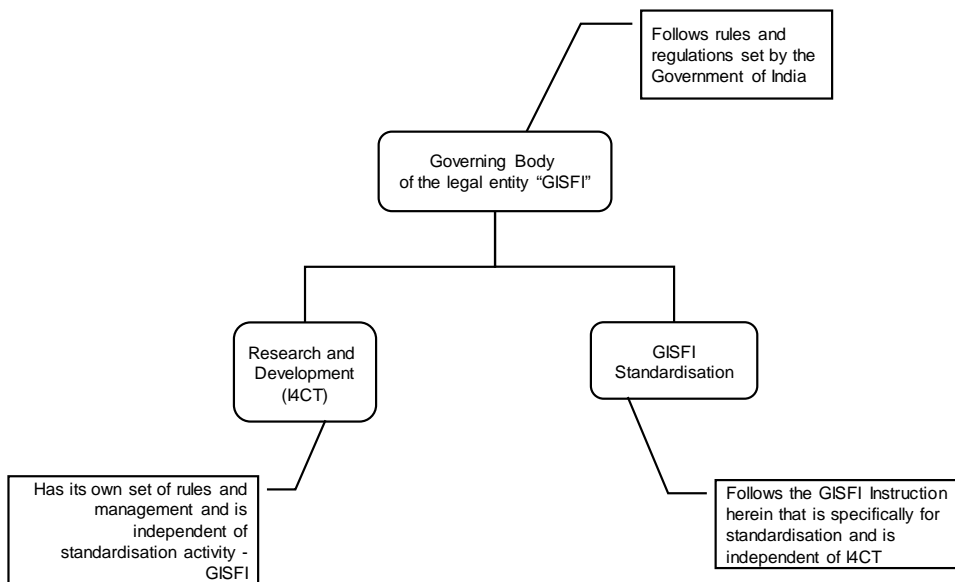 Follows rules and
regulations set by the
Government of India
Governing Body
of the legal entity “GISFI”
Research and
Development
(I4CT)
GISFI
Standardisation
Has its own set of rules and
management and is
independent of
standardisation activity -
GISFI
Follows the GISFI Instruction
herein that is specifically for
standardisation and is
independent of I4CT